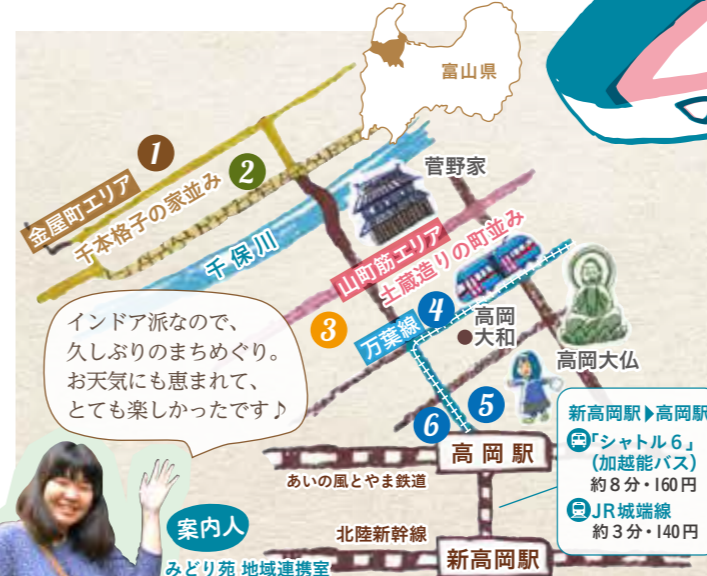 富山県
1
金屋町エリア
2
千本格子の家並み
千保川
菅野家
山町筋エリア
土蔵造りの町並み
3
万葉線
4
高岡
大和
高岡大仏
インドア派なので、
久しぶりのまちめぐり。
お天気にも恵まれて、
とても楽しかったです♪
5
6
高岡駅
あいの風とやま鉄道
北陸新幹線
新高岡駅
新高岡駅▶高岡駅
「シャトル6」
(加越能バス)
約8分・160円
JR城端線
約3分・140円
案内人
みどり苑 地域連携室